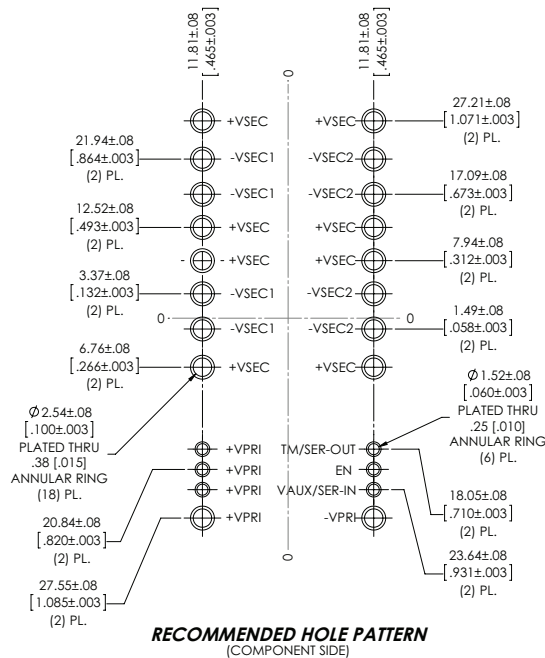 11.81±.08
[.465±.003]
11.81±.08
[.465±.003]
0
27.21±.08
[1.071±.003]
(2) PL.
+VSEC
+VSEC
21.94±.08
[.864±.003]
(2) PL.
-VSEC1
-VSEC2
17.09±.08
[.673±.003]
(2) PL.
-VSEC1
-VSEC2
12.52±.08
[.493±.003]
(2) PL.
+VSEC
+VSEC
7.94±.08
[.312±.003]
(2) PL.
+VSEC
+VSEC
3.37±.08
[.132±.003]
(2) PL.
-VSEC1
-VSEC2
1.49±.08
[.058±.003]
(2) PL.
0
-VSEC1
-VSEC2
0
6.76±.08
[.266±.003]
(2) PL.
+VSEC
+VSEC
Ø1.52±.08
[.060±.003]
PLATED THRU
.25 [.010]
ANNULAR RING
(6) PL.
Ø2.54±.08
[.100±.003]
PLATED THRU
.38 [.015]
ANNULAR RING
(18) PL.
+VPRI
TM/SER-OUT
+VPRI
EN
+VPRI
VAUX/SER-IN
+VPRI
-VPRI
18.05±.08
[.710±.003]
(2) PL.
20.84±.08
[.820±.003]
(2) PL.
23.64±.08
[.931±.003]
(2) PL.
27.55±.08
[1.085±.003]
(2) PL.
0
RECOMMENDED HOLE PATTERN
(COMPONENT SIDE)